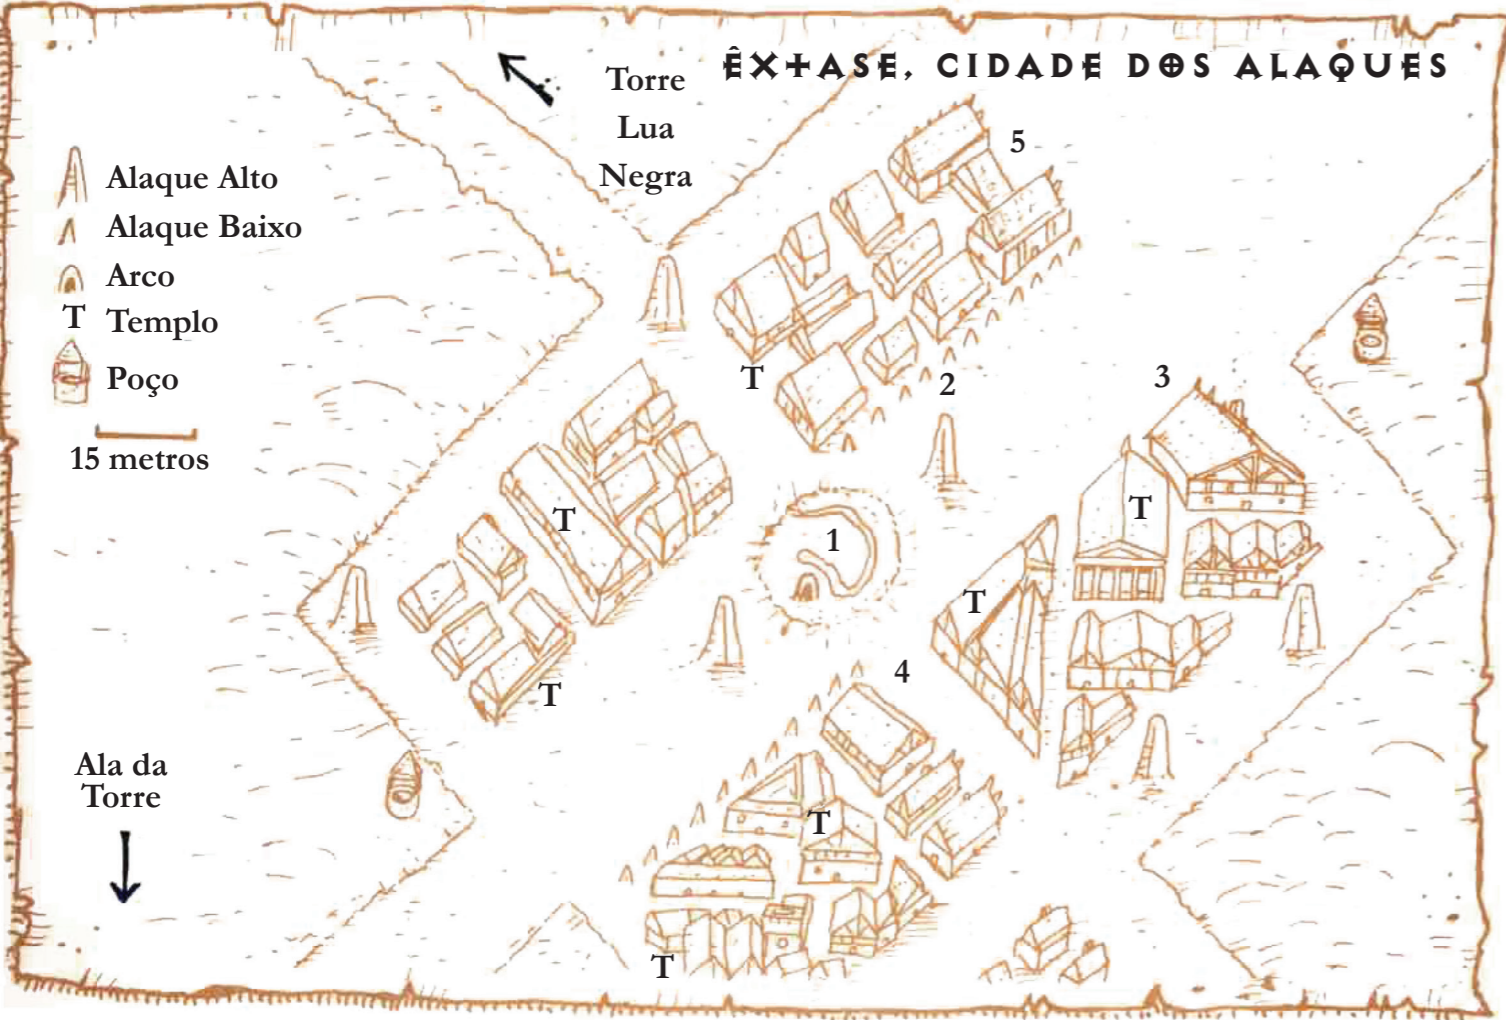 ÊXTASE, CIDADE DOS ALAQUES
Torre
Lua
Negra
Alaque Alto
Alaque Baixo
Arco
T Templo
Poço
15 metros
5
T
2
3
T
T
1
T
4
T
T
Ala da
Torre
T